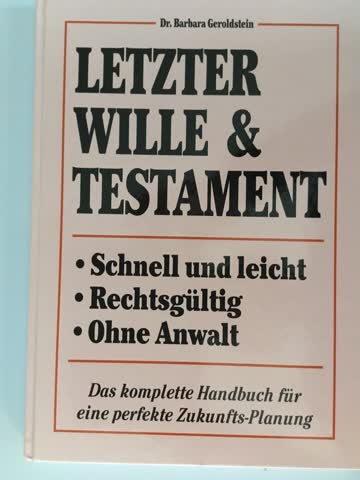 Dr. Barbara Geroldstein
LETZTER
WILLE &
TESTAMENT
• Schnell und leicht
• Rechtsgültig
• Ohne Anwalt
Das komplette Handbuch für
eine perfekte Zukunfts-Planung